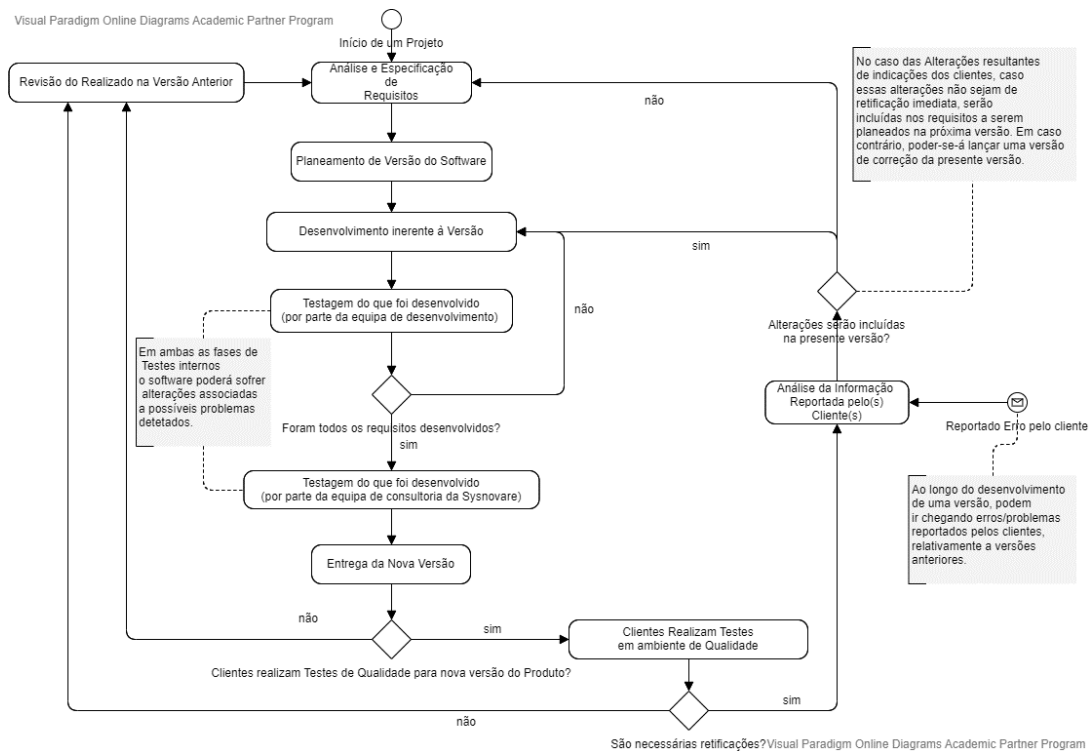 Visual Paradigm Online Diagrams Academic Partner Program
Início de um Projeto
Revisão do Realizado na Versão Anterior
Análise e Especificação
de
Requisitos
não
No caso das Alterações resultantes
de indicações dos clientes, caso
essas alterações não sejam de
retificação imediata, serão
incluídas nos requisitos a serem
planeados na próxima versão. Em caso
contrário, poder-se-á lançar uma versão
de correção da presente versão.
Planeamento de Versão do Software
Desenvolvimento inerente á Versão
sim
Testagem do que foi desenvolvido
(por parte da equipa de desenvolvimento)
não
Alterações serão incluídas
na presente versão?
Em ambas as fases de
Testes internos
o software poderá sofrer
alterações associadas
a possíveis problemas
detetados.
Análise da Informação
Reportada pelo(s)
Cliente(s)
Reportado Erro pelo cliente
Foram todos os requisitos desenvolvidos?
sim
Testagem do que foi desenvolvido
(por parte da equipa de consultoria da Sysnovare)
Ao longo do desenvolvimento
de uma versão, podem
ir chegando erros/problemas
reportados pelos clientes,
relativamente a versões
anteriores.
Entrega da Nova Versão
não
sim
Clientes Realizam Testes
em ambiente de Qualidade
Clientes realizam Testes de Qualidade para nova versão do Produto?
não
sim
São necessárias retificações?
Visual Paradigm Online Diagrams Academic Partner Program